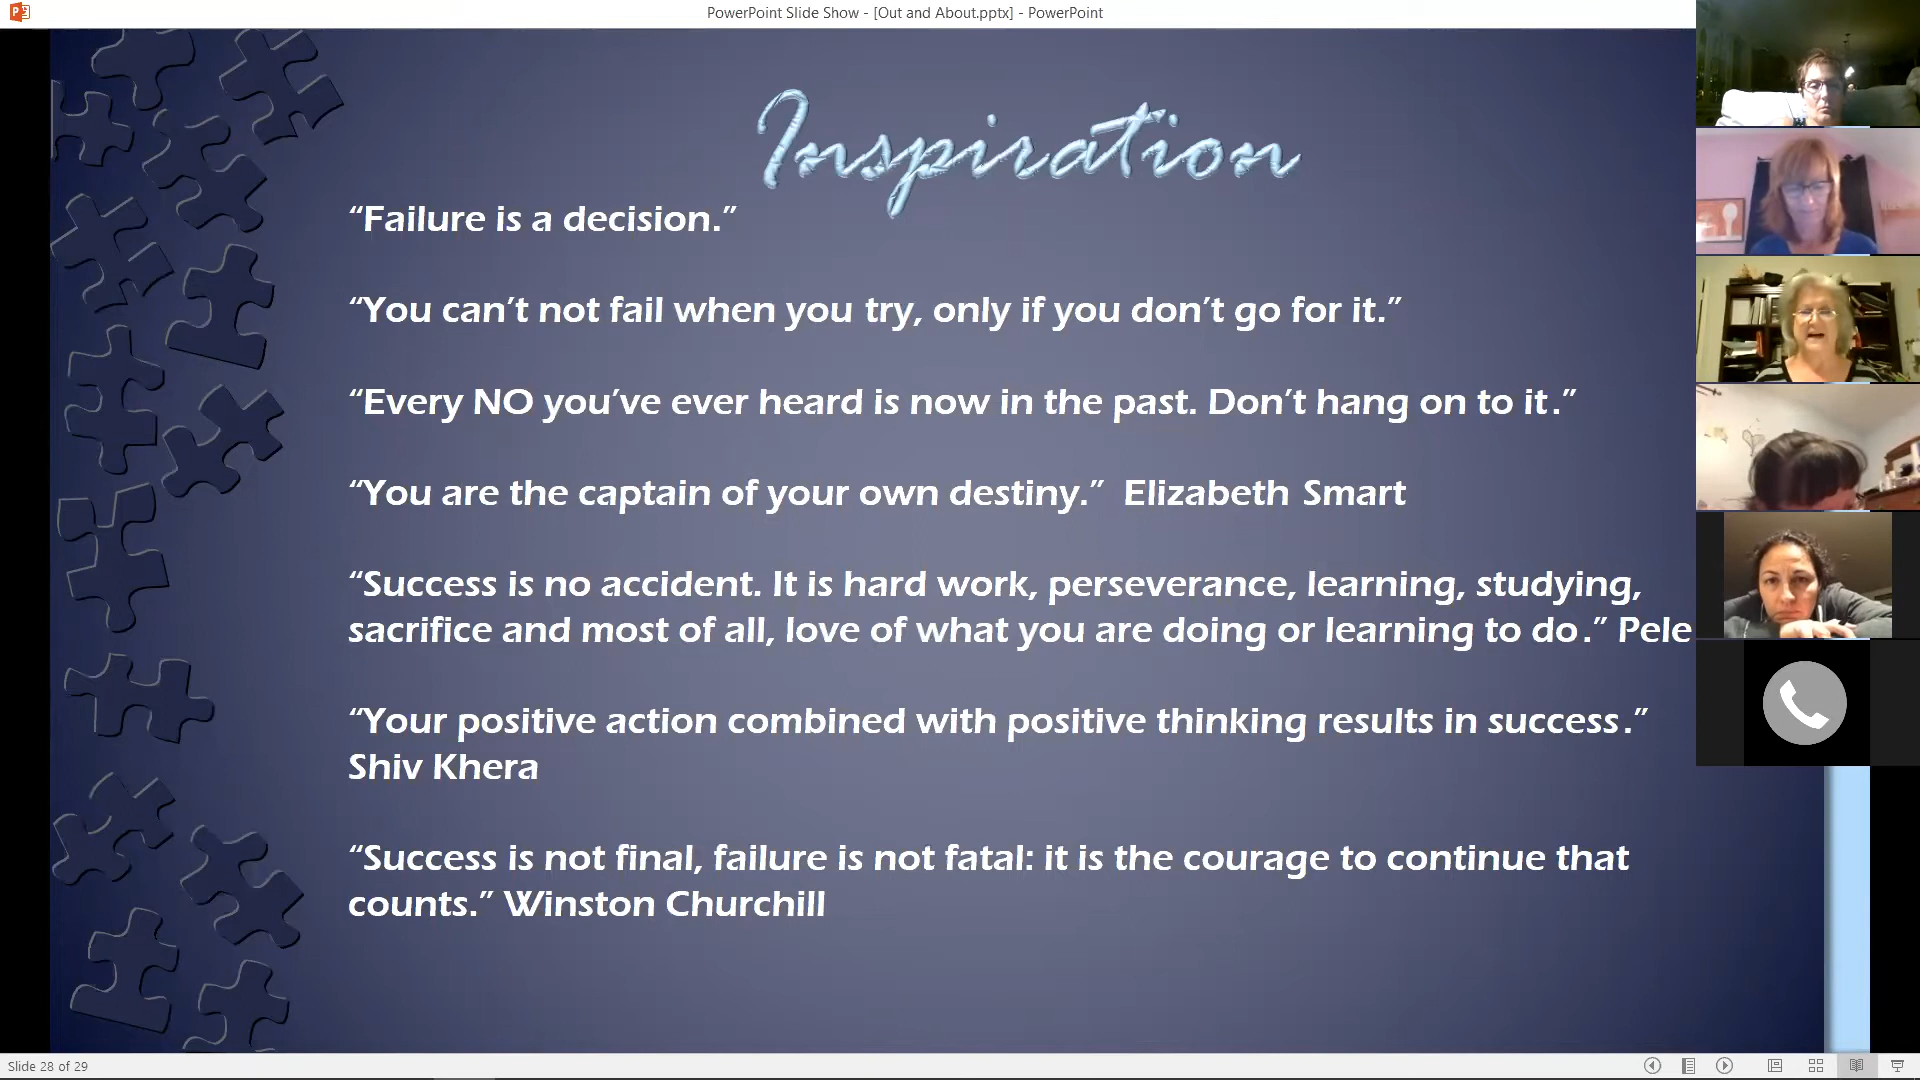 PowerPoint Slide Show - [Out and About.pptx] - PowerPoint
Inspiration
“Failure is a decision.”
“You can’t not fail when you try, only if you don’t go for it.”
“Every NO you’ve ever heard is now in the past. Don’t hang on to it.”
“You are the captain of your own destiny.” Elizabeth Smart
“Success is no accident. It is hard work, perseverance, learning, studying,
sacrifice and most of all, love of what you are doing or learning to do.” Pele
“Your positive action combined with positive thinking results in success.”
Shiv Khera
“Success is not final, failure is not fatal: it is the courage to continue that
counts.” Winston Churchill
Slide 28 of 29